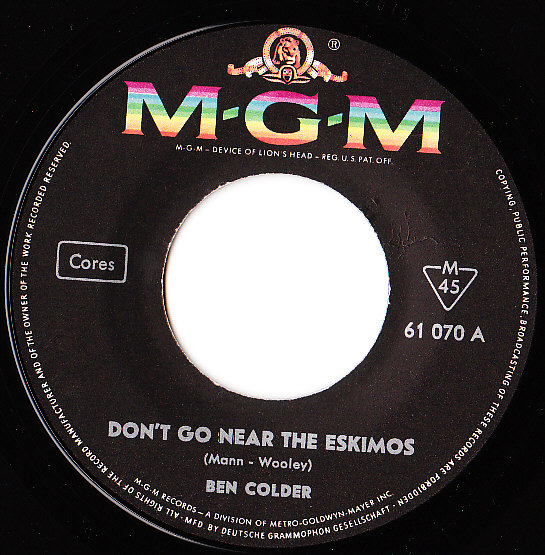 ®
M-G-M
M-G-M – DEVICE OF LION'S HEAD – REG. U.S. PAT. OFF.
Cores
M
45
61 070 A
DON'T GO NEAR THE ESKIMOS
(Mann - Wooley)
BEN COLDER
M-G-M RECORDS – A DIVISION OF METRO-GOLDWYN-MAYER INC.
ALL RIGHTS OF THE RECORD MANUFACTURER AND OF THE OWNER OF THE WORK RECORDED RESERVED.
COPYING, PUBLIC PERFORMANCE, BROADCASTING OF THESE RECORDS ARE FORBIDDEN
MFD BY DEUTSCHE GRAMMOPHON GESELLSCHAFT -